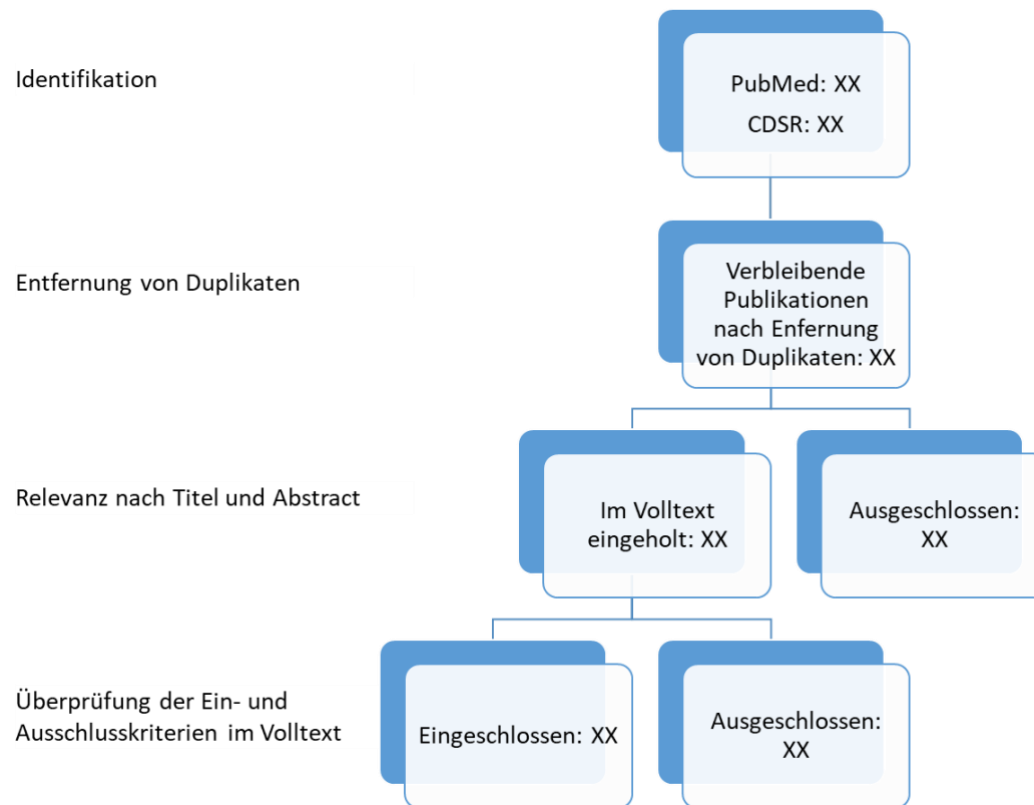 Identifikation
PubMed: XX
CDSR: XX
Entfernung von Duplikaten
Verbleibende
Publikationen
nach Enfernung
von Duplikaten: XX
Relevanz nach Titel und Abstract
Im Volltext
eingeholt: XX
Ausgeschlossen:
XX
Überprüfung der Ein- und
Ausschlusskriterien im Volltext
Eingeschlossen: XX
Ausgeschlossen:
XX